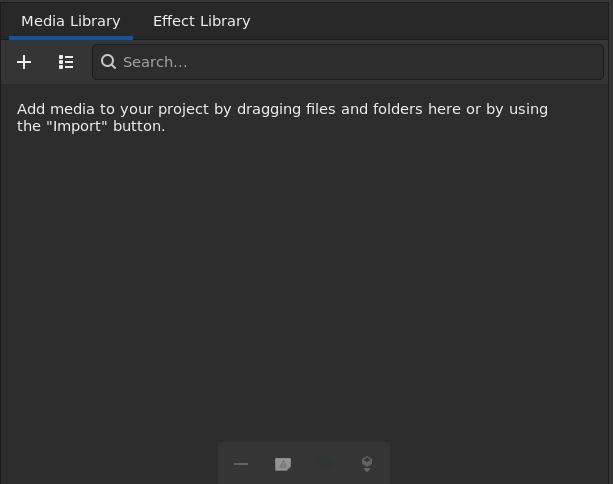 Media Library
Effect Library
Search...
Add media to your project by dragging files and folders here or by using
the "Import" button.